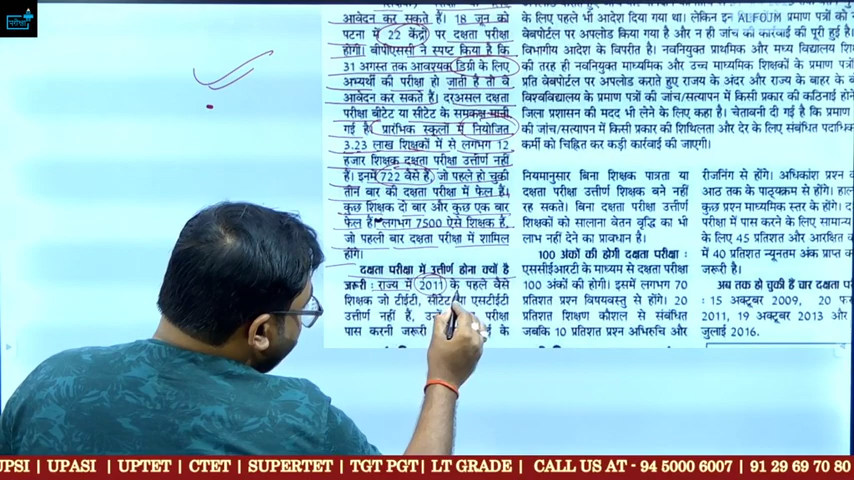 परीक्षा
ALFOJM
आवेदन कर सकते हैं। 18 जून को
पटना में 22 केंद्रों पर दक्षता परीक्षा
होगी। बीपीएससी ने स्पष्ट किया है कि
31 अगस्त तक आवश्यक डिग्री के लिए
अभ्यर्थी की परीक्षा हो जाती है तो वे
आवेदन कर सकते हैं। दरअसल दक्षता
परीक्षा बीटेट या सीटेट के समकक्ष मानी
गई है। प्रारंभिक स्कूलों में नियोजित
3.23 लाख शिक्षकों में से लगभग 12
हजार शिक्षक दक्षता परीक्षा उत्तीर्ण नहीं
हैं। इनमें 722 वैसे हैं, जो पहले हो चुकी
तीन बार की दक्षता परीक्षा में फेल हैं।
कुछ शिक्षक दो बार और कुछ एक बार
फेल हैं। लगभग 7500 ऐसे शिक्षक हैं,
जो पहली बार दक्षता परीक्षा में शामिल
होंगे।
दक्षता परीक्षा में उत्तीर्ण होना क्यों है
जरूरी : राज्य में 2011 के पहले वैसे
शिक्षक जो टीईटी, सीटेट या एसटीईटी
उत्तीर्ण नहीं हैं, परीक्षा
पास करनी जरूरी के
के लिए पहले भी आदेश दिया गया था। लेकिन इन प्रमाण पत्रों को न
वेबपोर्टल पर अपलोड किया गया है और न ही जांच की कार्रवाई की पूरी हुई है।
विभागीय आदेश के विपरीत है। नवनियुक्त प्राथमिक और मध्य विद्यालय शि
की तरह ही नवनियुक्त माध्यमिक और उच्च माध्यमिक शिक्षकों के प्रमाण पत्रों
प्रति वेबपोर्टल पर अपलोड कराते हुए राज्य के अंदर और राज्य के बाहर के बं
विश्वविद्यालय के प्रमाण पत्रों की जांच/सत्यापन में किसी प्रकार की कठिनाई होने
जिला प्रशासन की मदद भी लेने के लिए कहा है। चेतावनी दी गई है कि प्रमाण
की जांच/सत्यापन में किसी प्रकार की शिथिलता और देर के लिए संबंधित पदाधिक
कर्मी को चिह्नित कर कड़ी कार्रवाई की जाएगी।
नियमानुसार बिना शिक्षक पात्रता या
दक्षता परीक्षा उत्तीर्ण शिक्षक बने नहीं
रह सकते। बिना दक्षता परीक्षा उत्तीर्ण
शिक्षकों को सालाना वेतन वृद्धि का भी
लाभ नहीं देने का प्रावधान है।
100 अंकों की होगी दक्षता परीक्षा :
एससीईआरटी के माध्यम से दक्षता परीक्षा
100 अंकों की होगी। इसमें लगभग 70
प्रतिशत प्रश्न विषयवस्तु से होंगे। 20
प्रतिशत शिक्षण कौशल से संबंधित
जबकि 10 प्रतिशत प्रश्न अभिरुचि और
रीजनिंग से होंगे। अधिकांश प्रश्न व
आठ तक के पाठ्यक्रम से होंगे। हाल
कुछ प्रश्न माध्यमिक स्तर के होंगे। द
परीक्षा में पास करने के लिए सामान्य
के लिए 45 प्रतिशत और आरक्षित व
में 40 प्रतिशत न्यूनतम अंक प्राप्त क
जरूरी है।
अब तक हो चुकी हैं चार दक्षता प
: 15 अक्टूबर 2009, 20 फ
2011, 19 अक्टूबर 2013 और
जुलाई 2016.
UPSI | UPASI | UPTET | CTET | SUPERTET | TGT PGT| LT GRADE | CALL US AT - 94 5000 6007 | 91 29 69 70 80